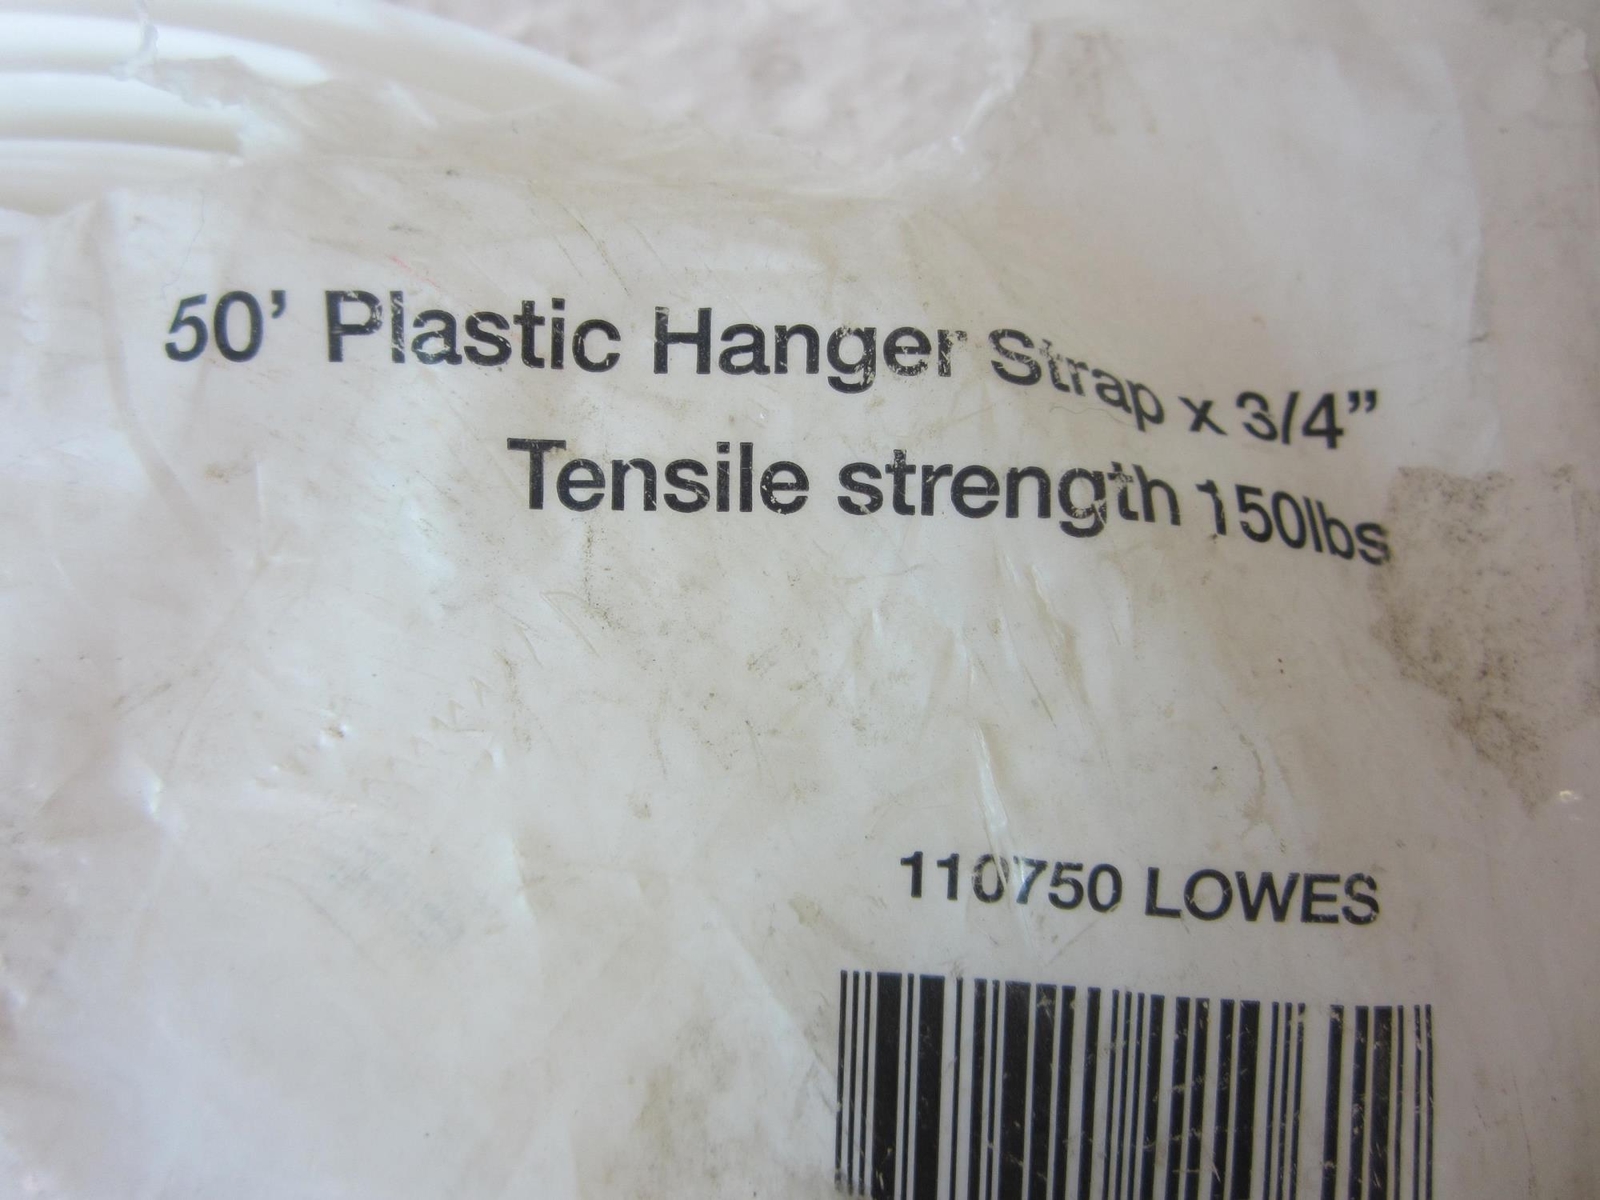 50’ Plastic Hanger Strap x 3/4”
Tensile strength 150lbs
110750 LOWES